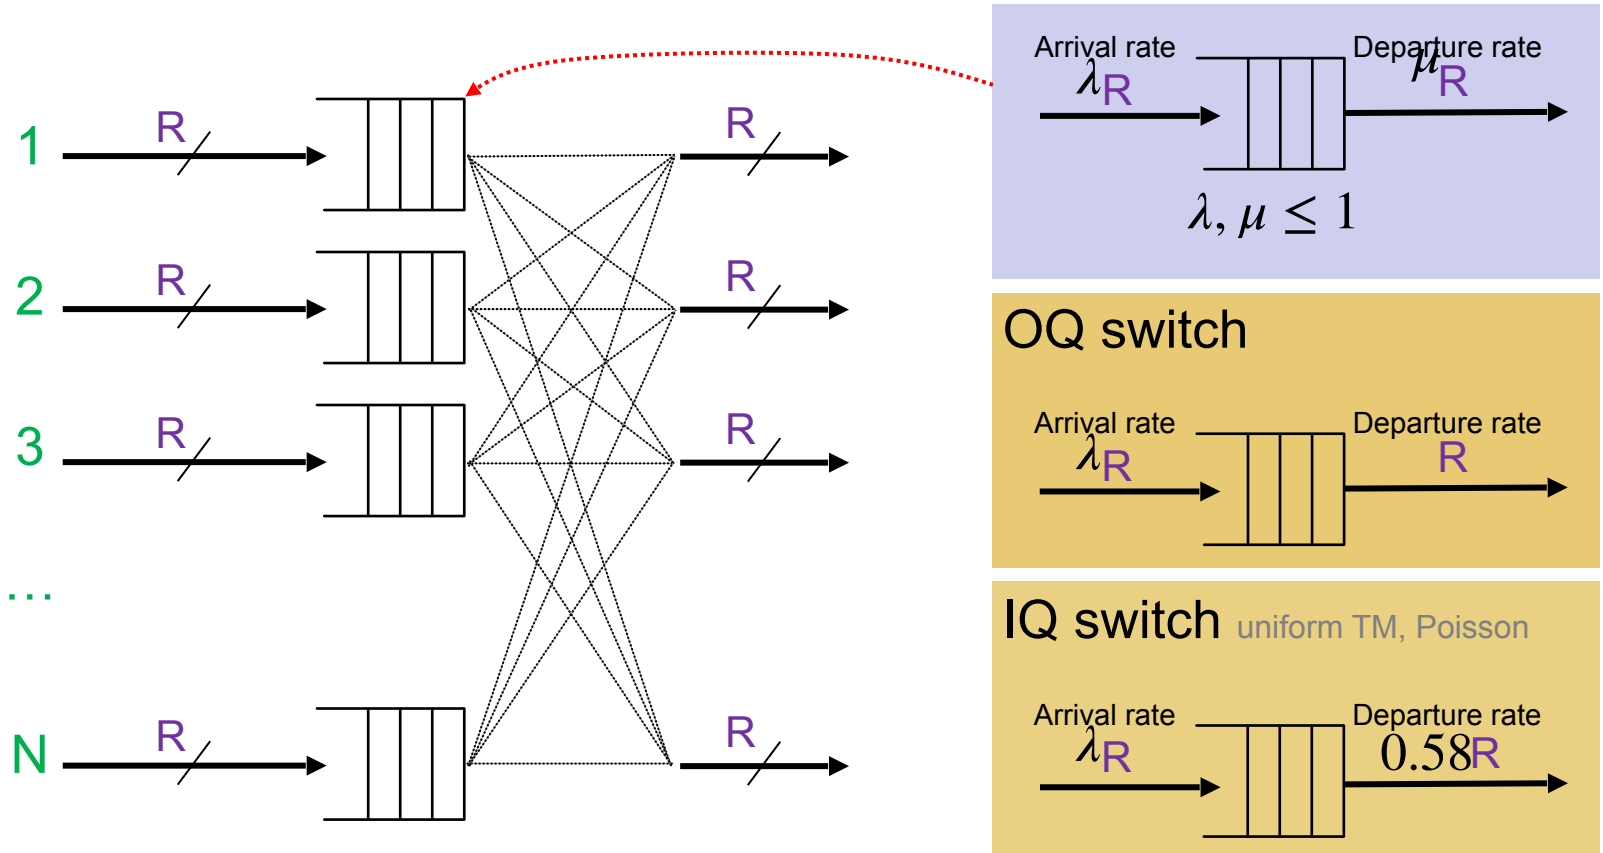 1
R
R
2
R
R
3
R
R
...
N
R
R
Arrival rate
λR
Departure rate
μR
λ, μ ≤ 1
OQ switch
Arrival rate
λR
Departure rate
R
IQ switch uniform TM, Poisson
Arrival rate
λR
Departure rate
0.58R